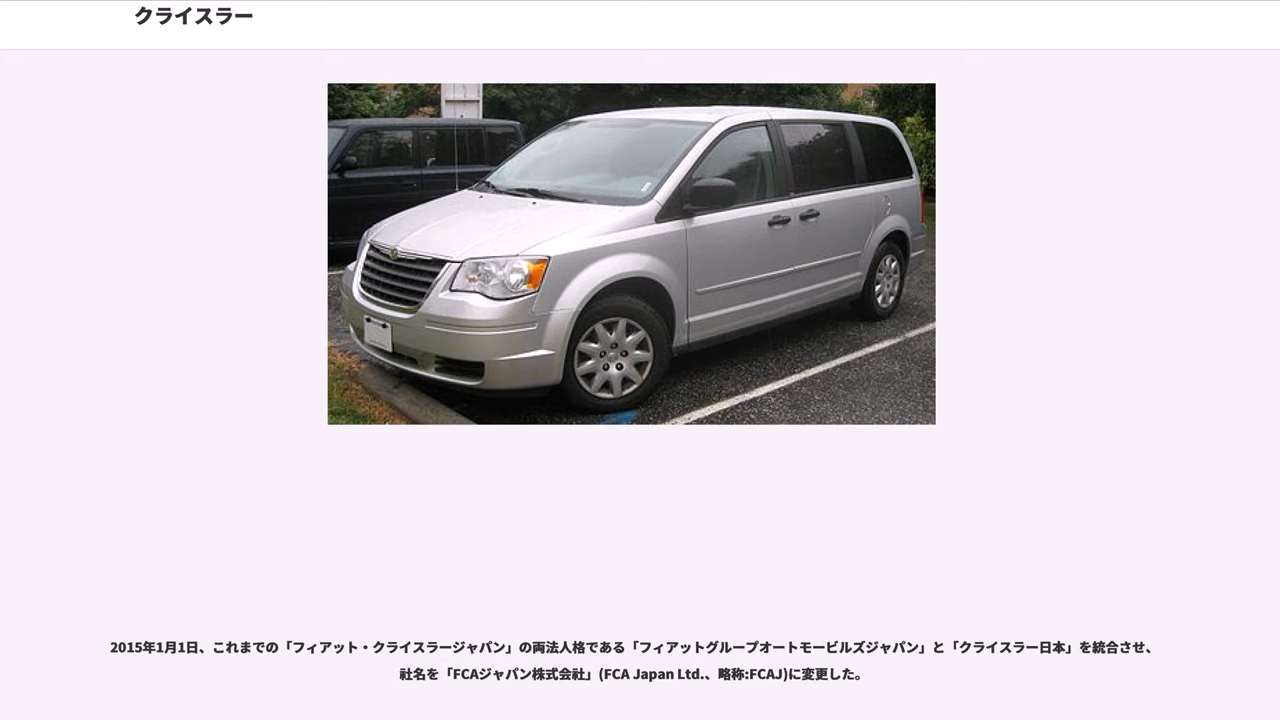 クライスラー
2015年1月1日、これまでの「フィアット・クライスラージャパン」の両法人格である「フィアットグループオートモービルズジャパン」と「クライスラー日本」を統合させ、
社名を「FCAジャパン株式会社」(FCA Japan Ltd.、略称:FCAJ)に変更した。